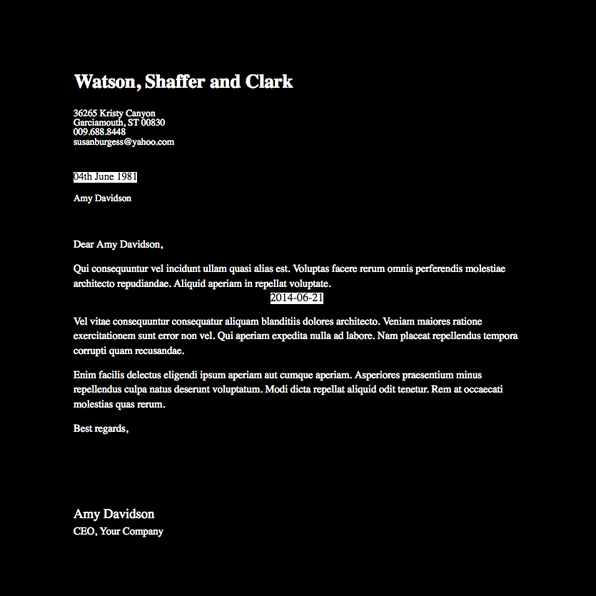 Watson, Shaffer and Clark
36265 Kristy Canyon
Garciamouth, ST 00830
009.688.8448
susanburgess@yahoo.com
04th June 1981
Amy Davidson
Dear Amy Davidson,
Qui consequuntur vel incidunt ullam quasi alias est. Voluptas facere rerum omnis perferendis molestiae
architecto repudiandae. Aliquid aperiam in repellat voluptate.
2014-06-21
Vel vitae consequuntur consequatur aliquam blanditiis dolores architecto. Veniam maiores ratione
exercitationem sunt error non vel. Qui aperiam expedita nulla ad labore. Nam placeat repellendus tempora
corrupti quam recusandae.
Enim facilis delectus eligendi ipsum aperiam aut cumque aperiam. Asperiores praesentium minus
repellendus culpa natus deserunt voluptatum. Modi dicta repellat aliquid odit tenetur. Rem at occaecati
molestias quas rerum.
Best regards,
Amy Davidson
CEO, Your Company